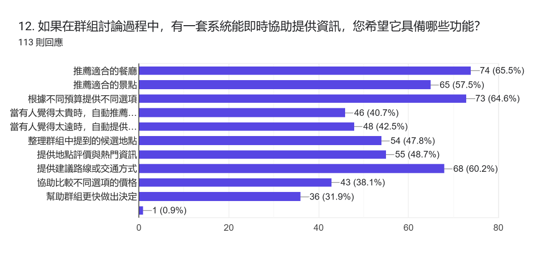 12. 如果在群組討論過程中，有一套系統能即時協助提供資訊，您希望它具備哪些功能？
113 則回應
推薦適合的餐廳 74 (65.5%)
推薦適合的景點 65 (57.5%)
根據不同預算提供不同選項 73 (64.6%)
當有人覺得太貴時，自動推薦… 46 (40.7%)
當有人覺得太遠時，自動提供… 48 (42.5%)
整理群組中提到的候選地點 54 (47.8%)
提供地點評價與熱門資訊 55 (48.7%)
提供建議路線或交通方式 68 (60.2%)
協助比較不同選項的價格 43 (38.1%)
幫助群組更快做出決定 36 (31.9%)
1 (0.9%)
0 20 40 60 80